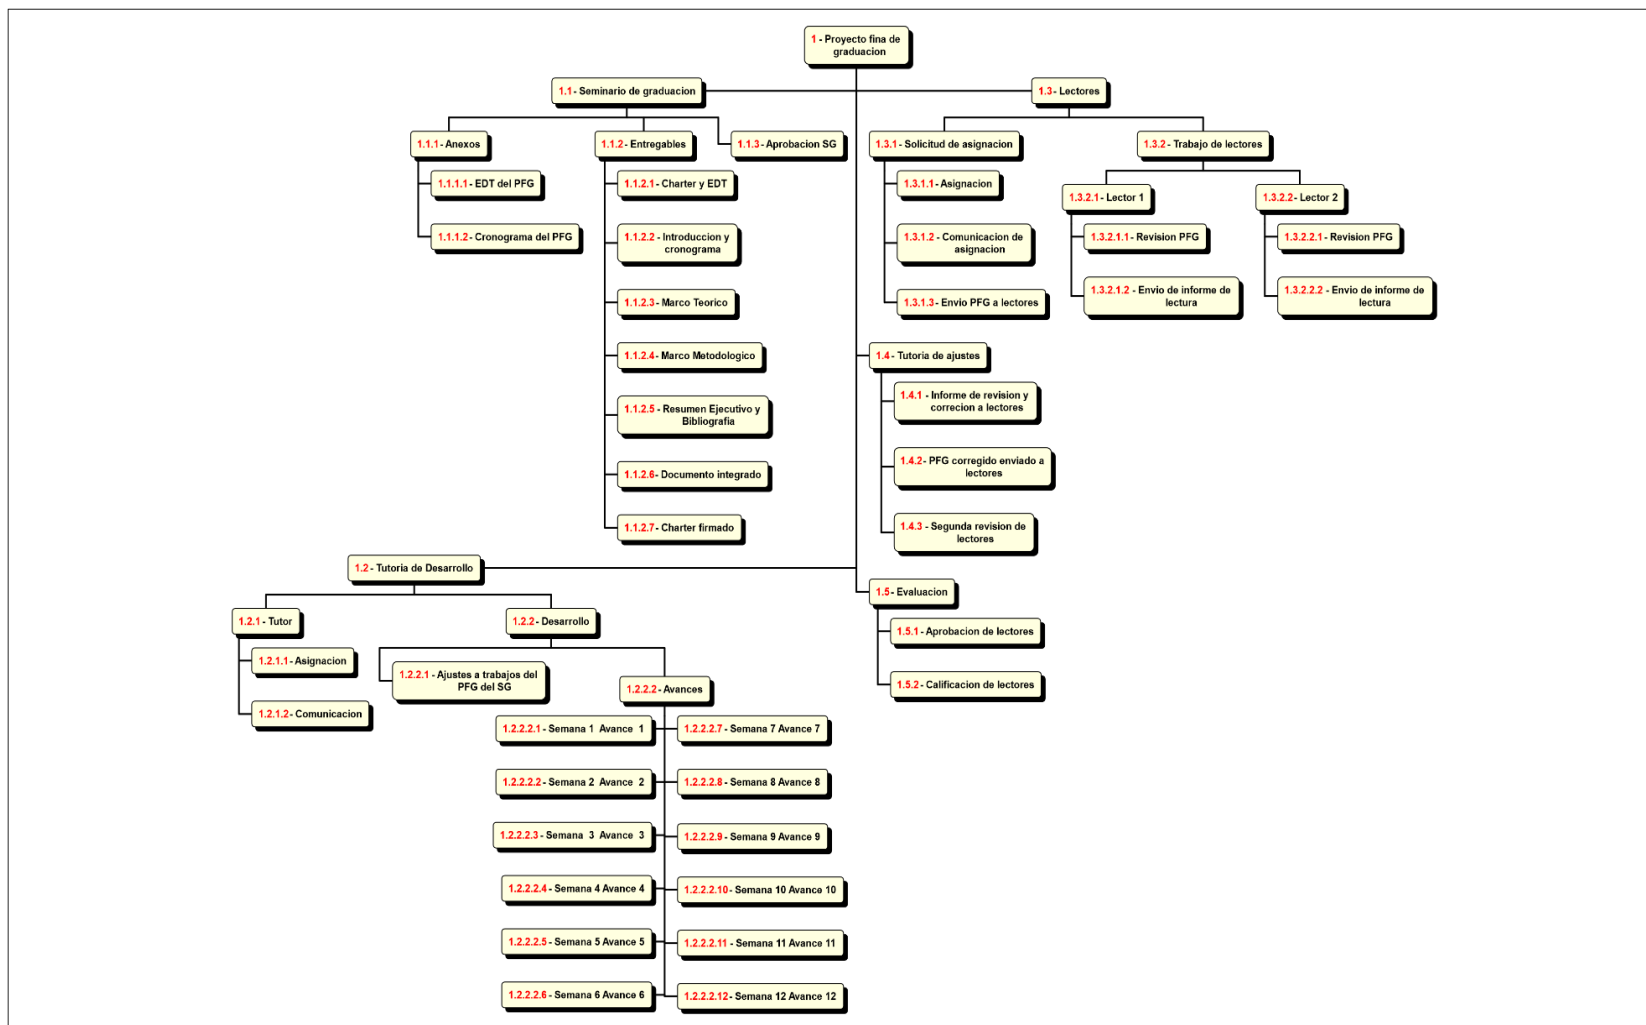 1 - Proyecto fina de
graduacion
1.1 - Seminario de graduacion
1.1.1 - Anexos
1.1.1.1 - EDT del PFG
1.1.1.2 - Cronograma del PFG
1.1.2 - Entregables
1.1.2.1 - Charter y EDT
1.1.2.2 - Introduccion y
cronograma
1.1.2.3 - Marco Teorico
1.1.2.4 - Marco Metodologico
1.1.2.5 - Resumen Ejecutivo y
Bibliografia
1.1.2.6 - Documento integrado
1.1.2.7 - Charter firmado
1.1.3 - Aprobacion SG
1.2 - Tutoria de Desarrollo
1.2.1 - Tutor
1.2.1.1 - Asignacion
1.2.1.2 - Comunicacion
1.2.2 - Desarrollo
1.2.2.1 - Ajustes a trabajos del
PFG del SG
1.2.2.2 - Avances
1.2.2.2.1 - Semana 1 Avance 1
1.2.2.2.2 - Semana 2 Avance 2
1.2.2.2.3 - Semana 3 Avance 3
1.2.2.2.4 - Semana 4 Avance 4
1.2.2.2.5 - Semana 5 Avance 5
1.2.2.2.6 - Semana 6 Avance 6
1.2.2.2.7 - Semana 7 Avance 7
1.2.2.2.8 - Semana 8 Avance 8
1.2.2.2.9 - Semana 9 Avance 9
1.2.2.2.10 - Semana 10 Avance 10
1.2.2.2.11 - Semana 11 Avance 11
1.2.2.2.12 - Semana 12 Avance 12
1.3 - Lectores
1.3.1 - Solicitud de asignacion
1.3.1.1 - Asignacion
1.3.1.2 - Comunicacion de
asignacion
1.3.1.3 - Envio PFG a lectores
1.3.2 - Trabajo de lectores
1.3.2.1 - Lector 1
1.3.2.1.1 - Revision PFG
1.3.2.1.2 - Envio de informe de
lectura
1.3.2.2 - Lector 2
1.3.2.2.1 - Revision PFG
1.3.2.2.2 - Envio de informe de
lectura
1.4 - Tutoria de ajustes
1.4.1 - Informe de revision y
correcion a lectores
1.4.2 - PFG corregido enviado a
lectores
1.4.3 - Segunda revision de
lectores
1.5 - Evaluacion
1.5.1 - Aprobacion de lectores
1.5.2 - Calificacion de lectores